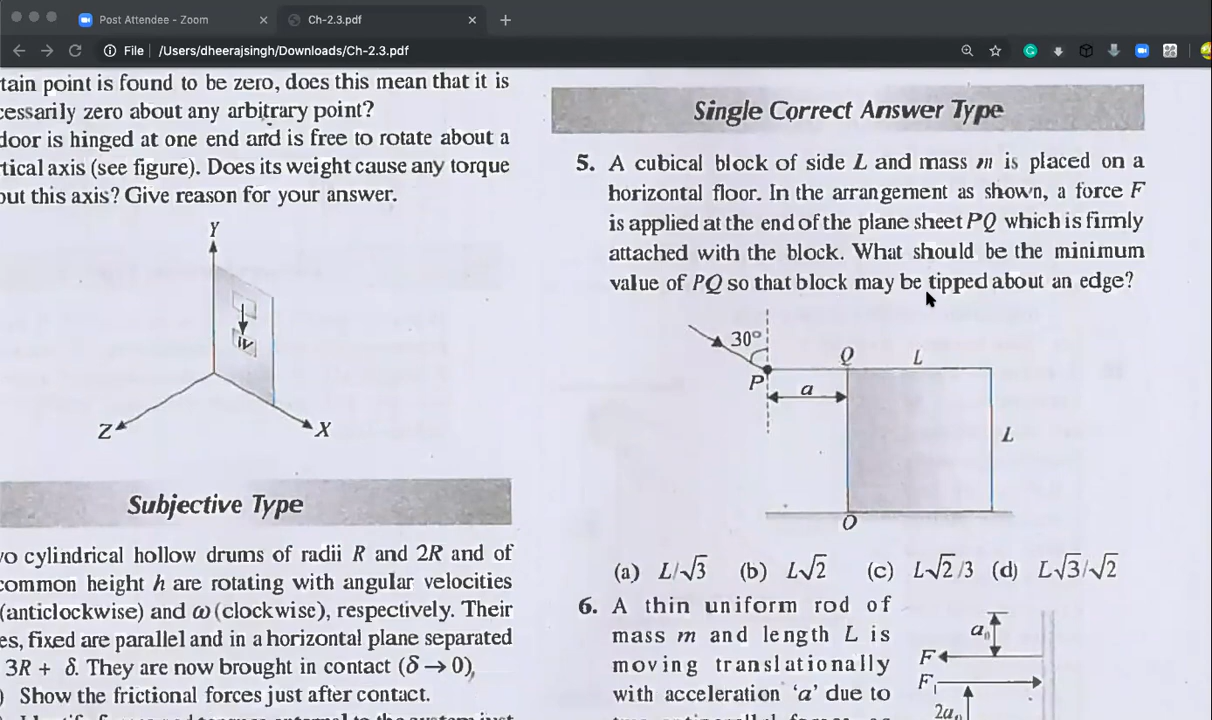 Post Attendee - Zoom
Ch-2.3.pdf
File | /Users/dheerajsingh/Downloads/Ch-2.3.pdf
tain point is found to be zero, does this mean that it is
cessarily zero about any arbitrary point?
door is hinged at one end and is free to rotate about a
tical axis (see figure). Does its weight cause any torque
out this axis? Give reason for your answer.
Y
W
Z
X
Subjective Type
vo cylindrical hollow drums of radii R and 2R and of
common height h are rotating with angular velocities
(anticlockwise) and ω (clockwise), respectively. Their
es, fixed are parallel and in a horizontal plane separated
3R + δ. They are now brought in contact (δ → 0),
) Show the frictional forces just after contact.
Single Correct Answer Type
5. A cubical block of side L and mass m is placed on a
horizontal floor. In the arrangement as shown, a force F
is applied at the end of the plane sheet PQ which is firmly
attached with the block. What should be the minimum
value of PQ so that block may be tipped about an edge?
30°
Q
L
P
a
L
O
(a) L/√3 (b) L√2 (c) L√2/3 (d) L√3/√2
6. A thin uniform rod of
mass m and length L is
moving translationally
with acceleration 'a' due to
a₀
F
F₁
2a₀